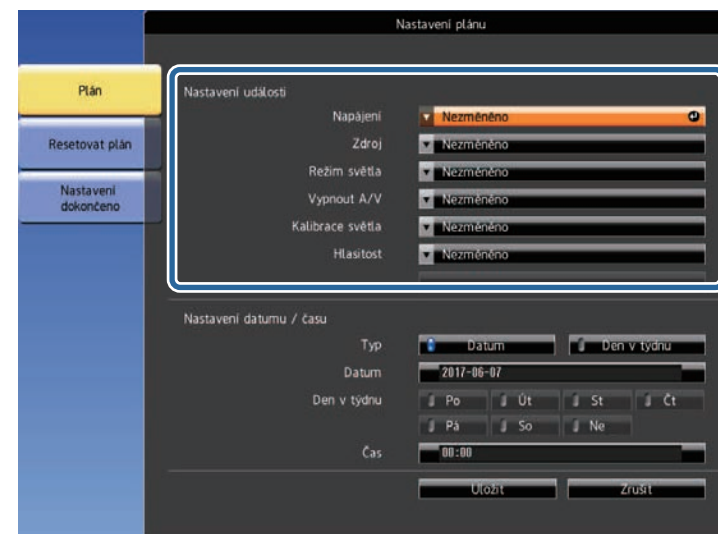 Nastavení plánu
Plán
Resetovat plán
Nastavení
dokončeno
Nastavení události
Napájení Nezměněno
Zdroj Nezměněno
Režim světla Nezměněno
Vypnout A/V Nezměněno
Kalibrace světla Nezměněno
Hlasitost Nezměněno
Nastavení datumu / času
Typ Datum Den v týdnu
Datum 2017-06-07
Den v týdnu Po Út St Čt
Pá So Ne
Čas 00:00
Uložit Zrušit